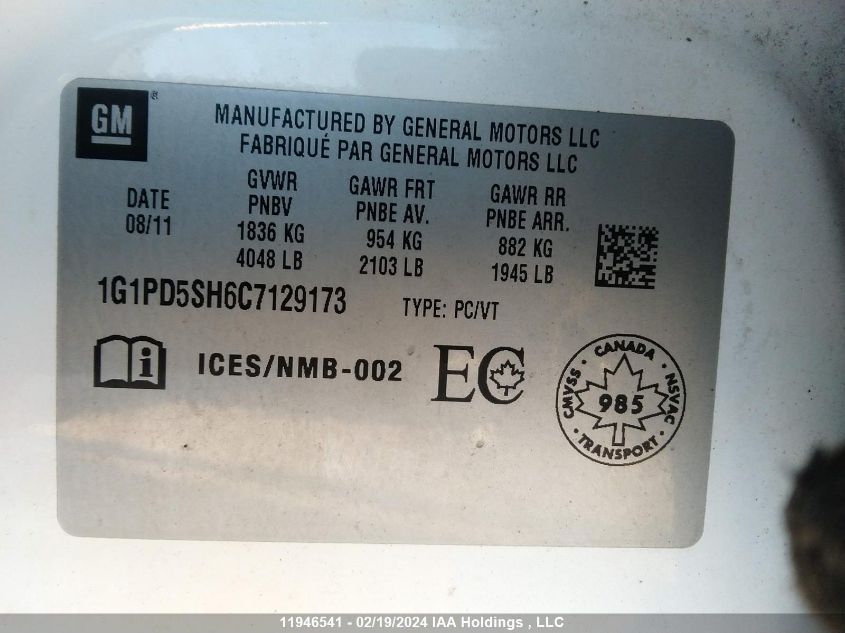 GM ®
MANUFACTURED BY GENERAL MOTORS LLC
FABRIQUÉ PAR GENERAL MOTORS LLC
DATE
08/11
GVWR
PNBV
1836 KG
4048 LB
GAWR FRT
PNBE AV.
954 KG
2103 LB
GAWR RR
PNBE ARR.
882 KG
1945 LB
1G1PD5SH6C7129173
TYPE: PC/VT
i
ICES/NMB-002
EC
CANADA
CMVSS
985
NSVAC
TRANSPORT
11946541 - 02/19/2024 IAA Holdings , LLC